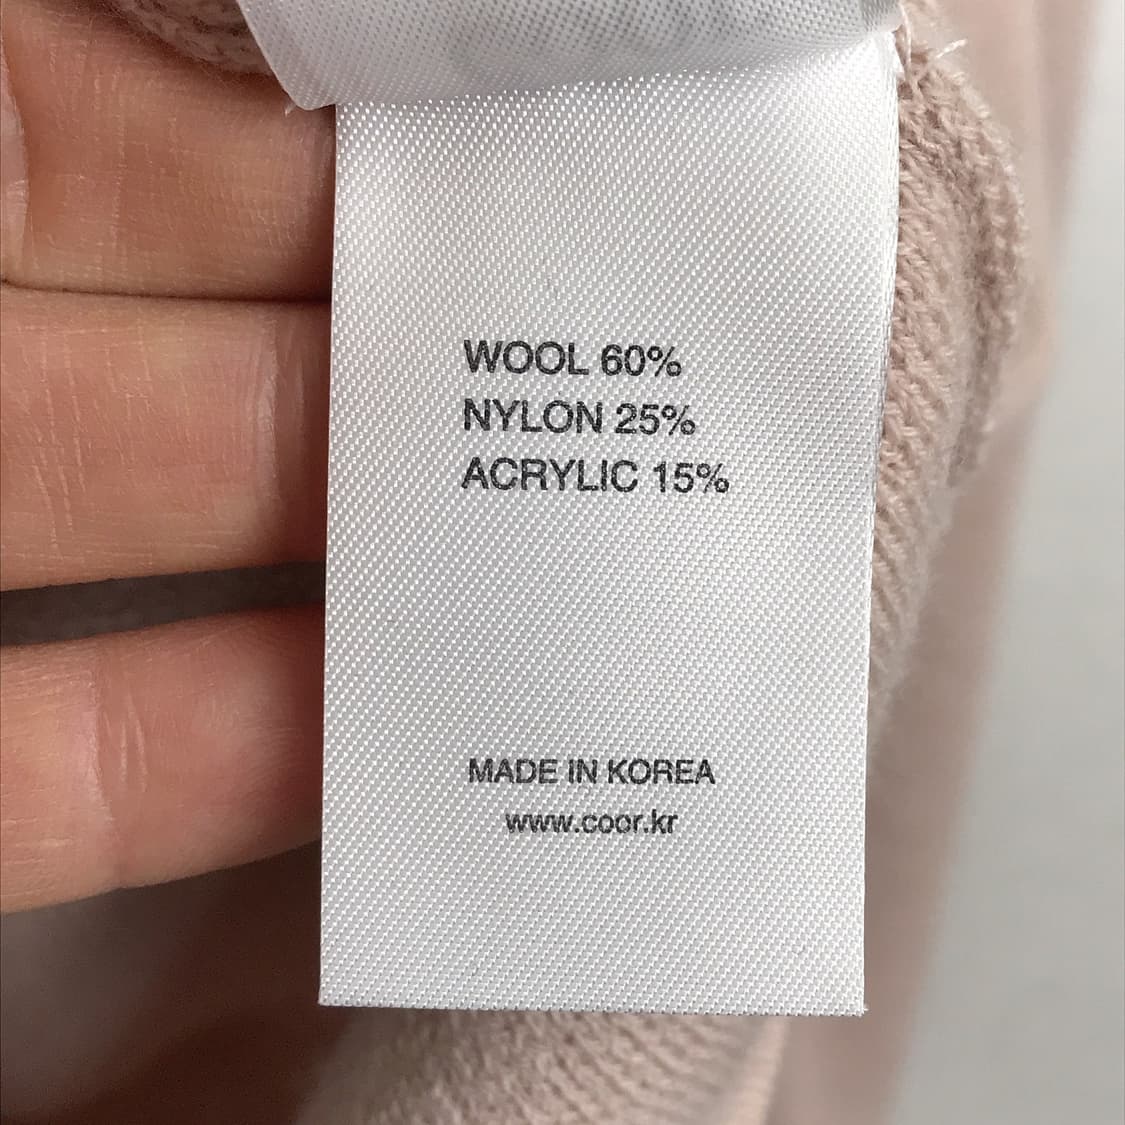 WOOL 60%
NYLON 25%
ACRYLIC 15%
MADE IN KOREA
www.coor.kr